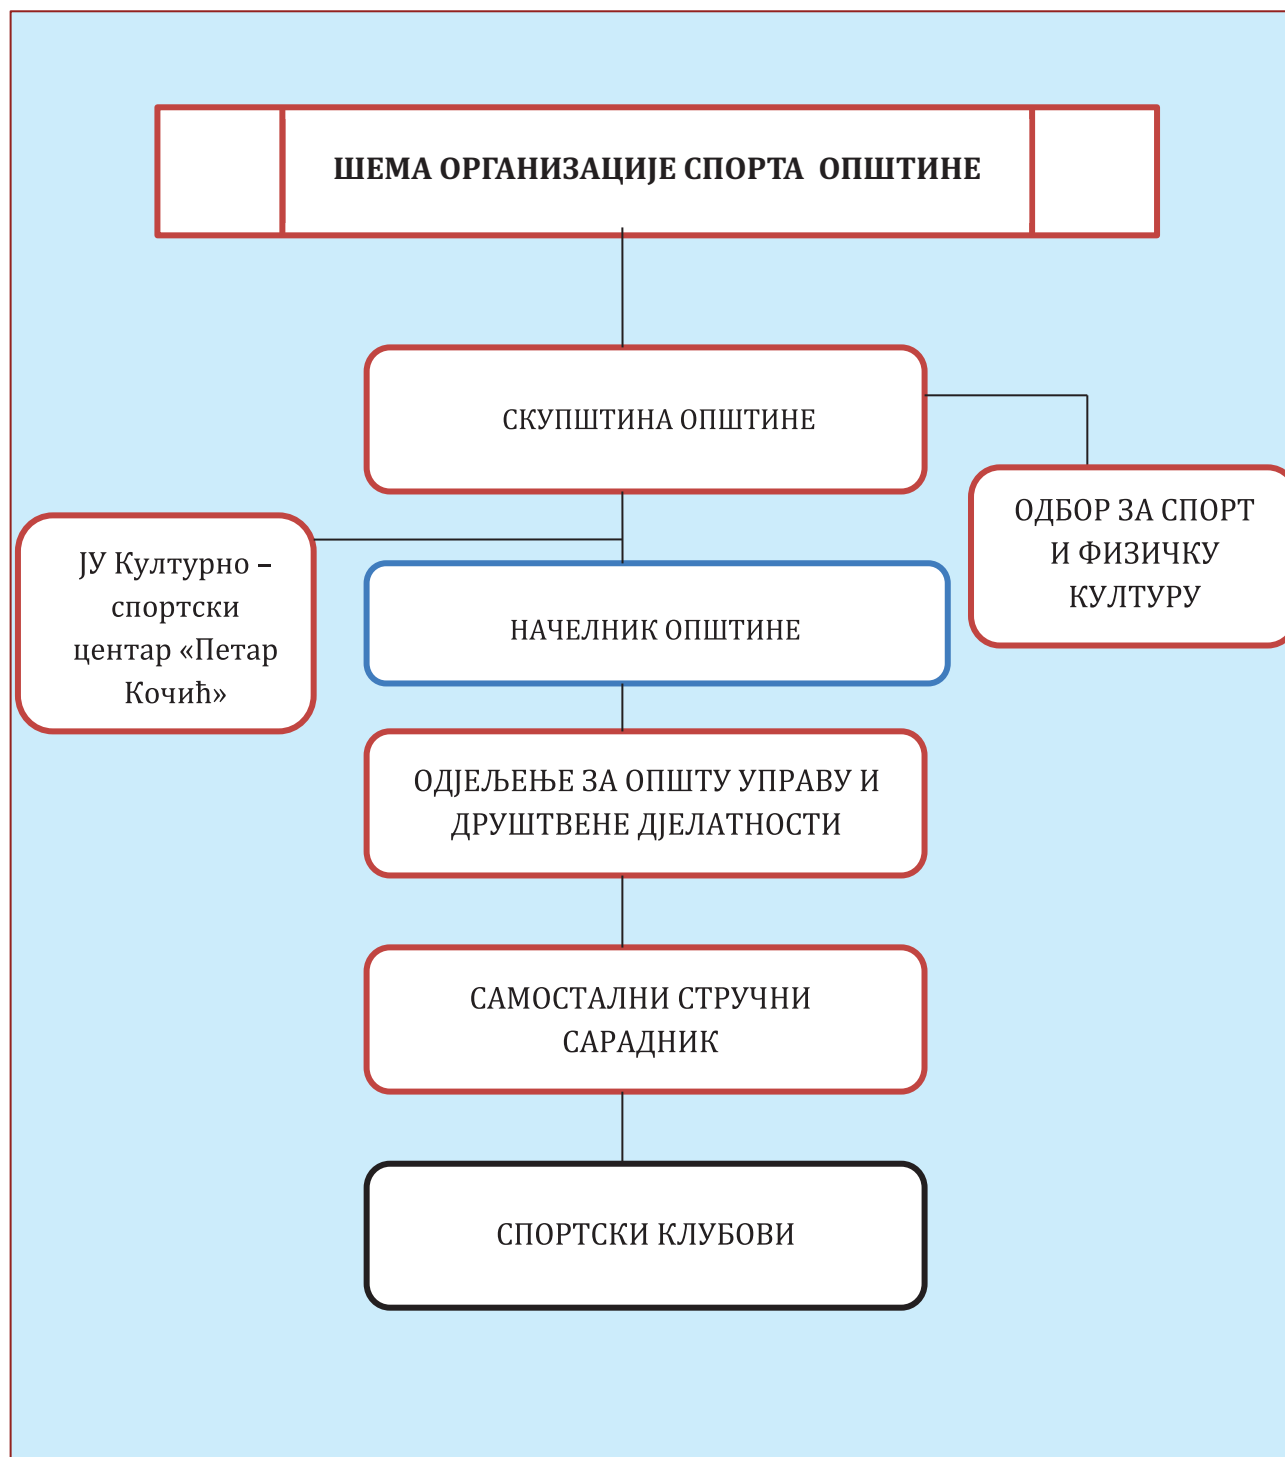 ШЕМА ОРГАНИЗАЦИЈЕ СПОРТА  ОПШТИНЕ
СКУПШТИНА ОПШТИНЕ
ОДБОР ЗА СПОРТ
И ФИЗИЧКУ
КУЛТУРУ
ЈУ Културно –
спортски
центар «Петар
Кочић»
НАЧЕЛНИК ОПШТИНЕ
ОДЈЕЉЕЊЕ ЗА ОПШТУ УПРАВУ И
ДРУШТВЕНЕ ДЈЕЛАТНОСТИ
САМОСТАЛНИ СТРУЧНИ
САРАДНИК
СПОРТСКИ КЛУБОВИ